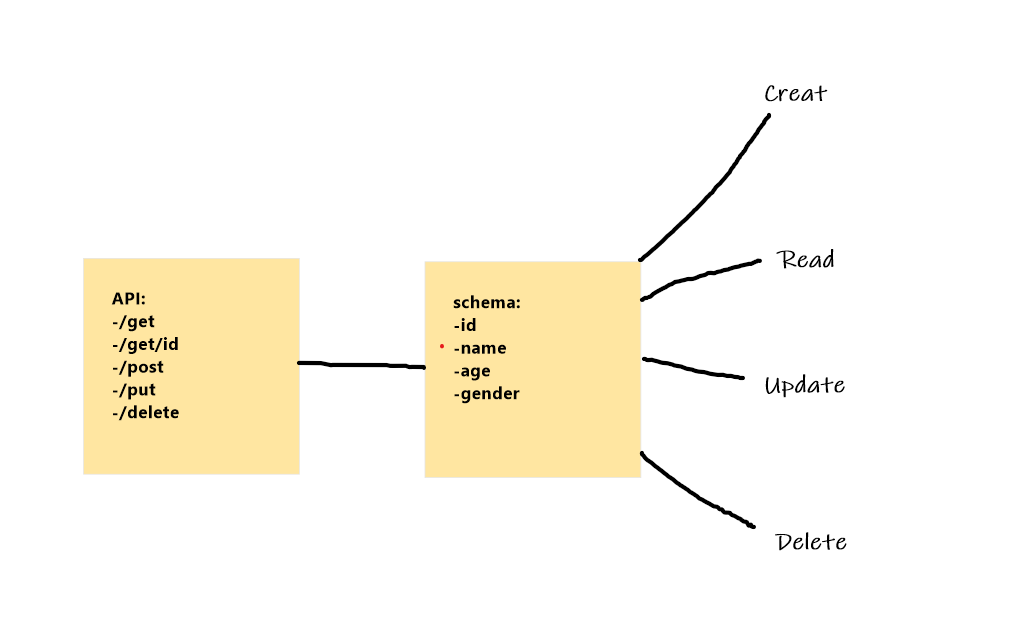 API:
-/get
-/get/id
-/post
-/put
-/delete
schema:
-id
-name
-age
-gender
Creat
Read
Update
Delete